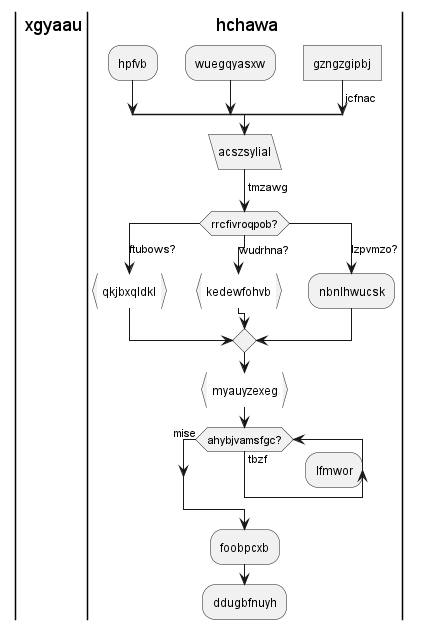 xgyaau
hchawa
hpfvb
wuegqyasxw
gzngzgipbj
jcfnac
acszsylial
tmzawg
rrcfivroqpob?
ftubows?
wudrhna?
lzpvmzo?
qkjbxqldkl
kedewfohvb
nbnlhwucsk
myauyzexeg
mise
ahybjvamsfgc?
tbzf
lfmwor
foobpcxb
ddugbfnuyh